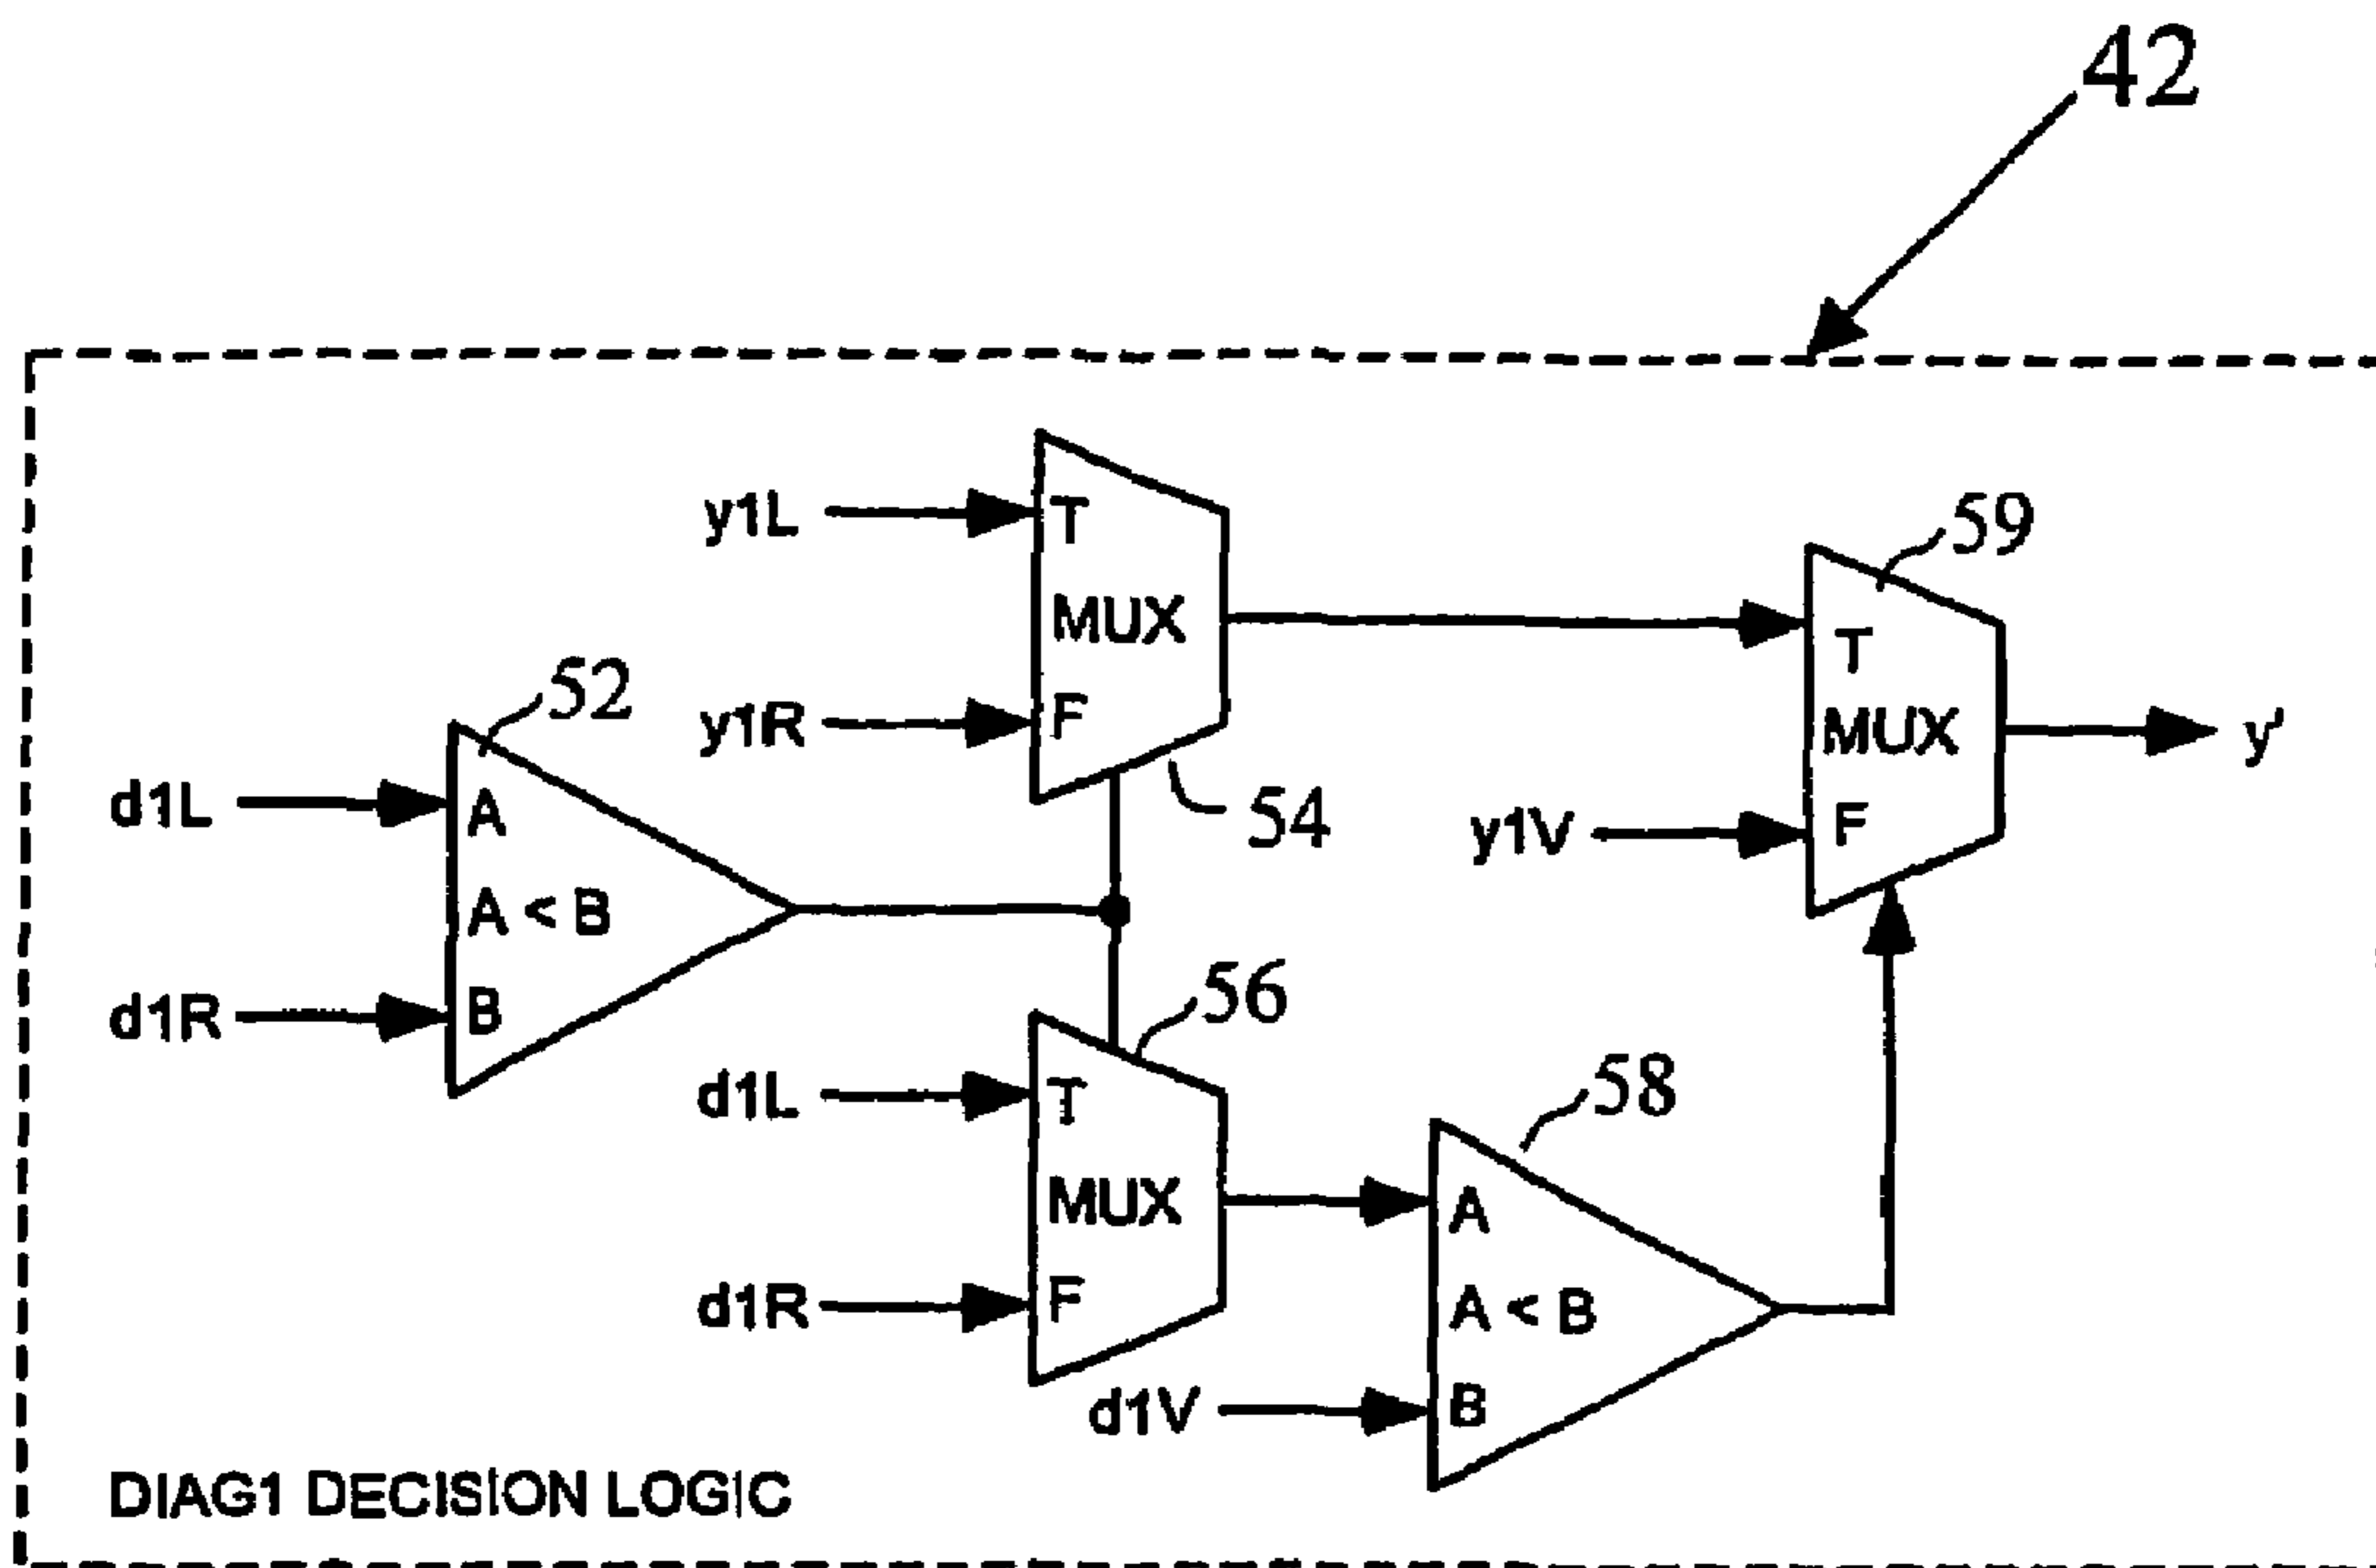 42
y1L
T
MUX
y1R
F
54
52
d1L
A
A < B
d1R
B
59
T
MUX
y1V
F
y'
56
d1L
T
MUX
d1R
F
58
A
A < B
d1V
B
DIAG1 DECISION LOGIC